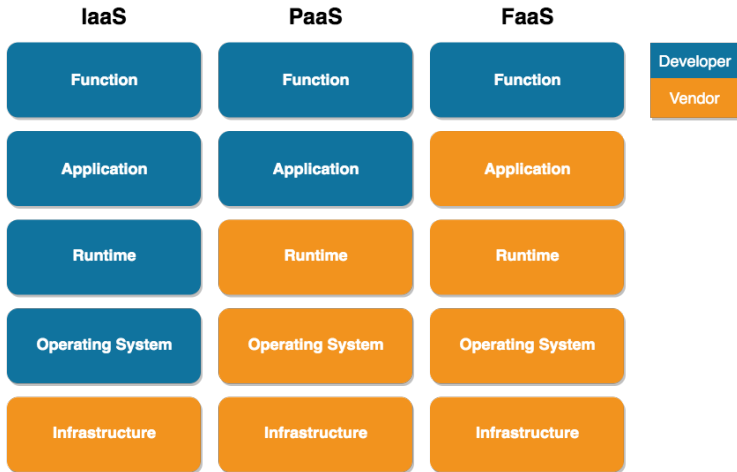 IaaS
PaaS
FaaS
Function
Function
Function
Developer
Vendor
Application
Application
Application
Runtime
Runtime
Runtime
Operating System
Operating System
Operating System
Infrastructure
Infrastructure
Infrastructure